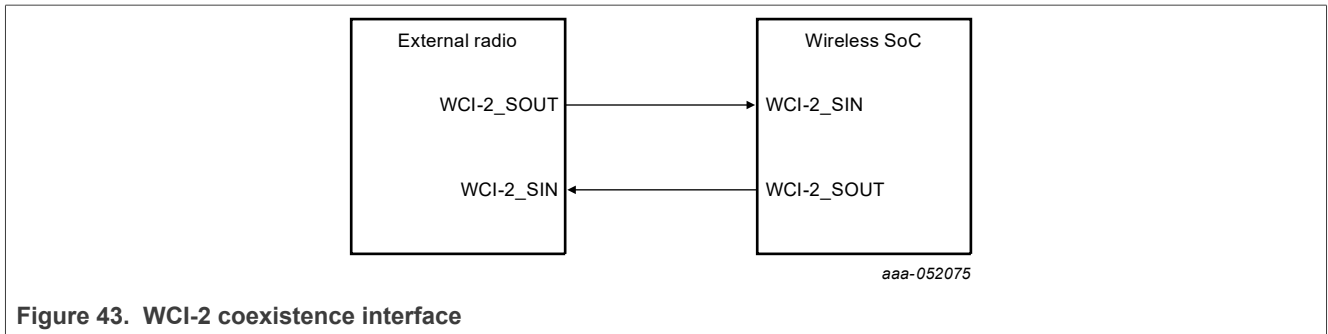 External radio
Wireless SoC
WCI-2_SOUT
WCI-2_SIN
WCI-2_SIN
WCI-2_SOUT
aaa-052075
Figure 43. WCI-2 coexistence interface